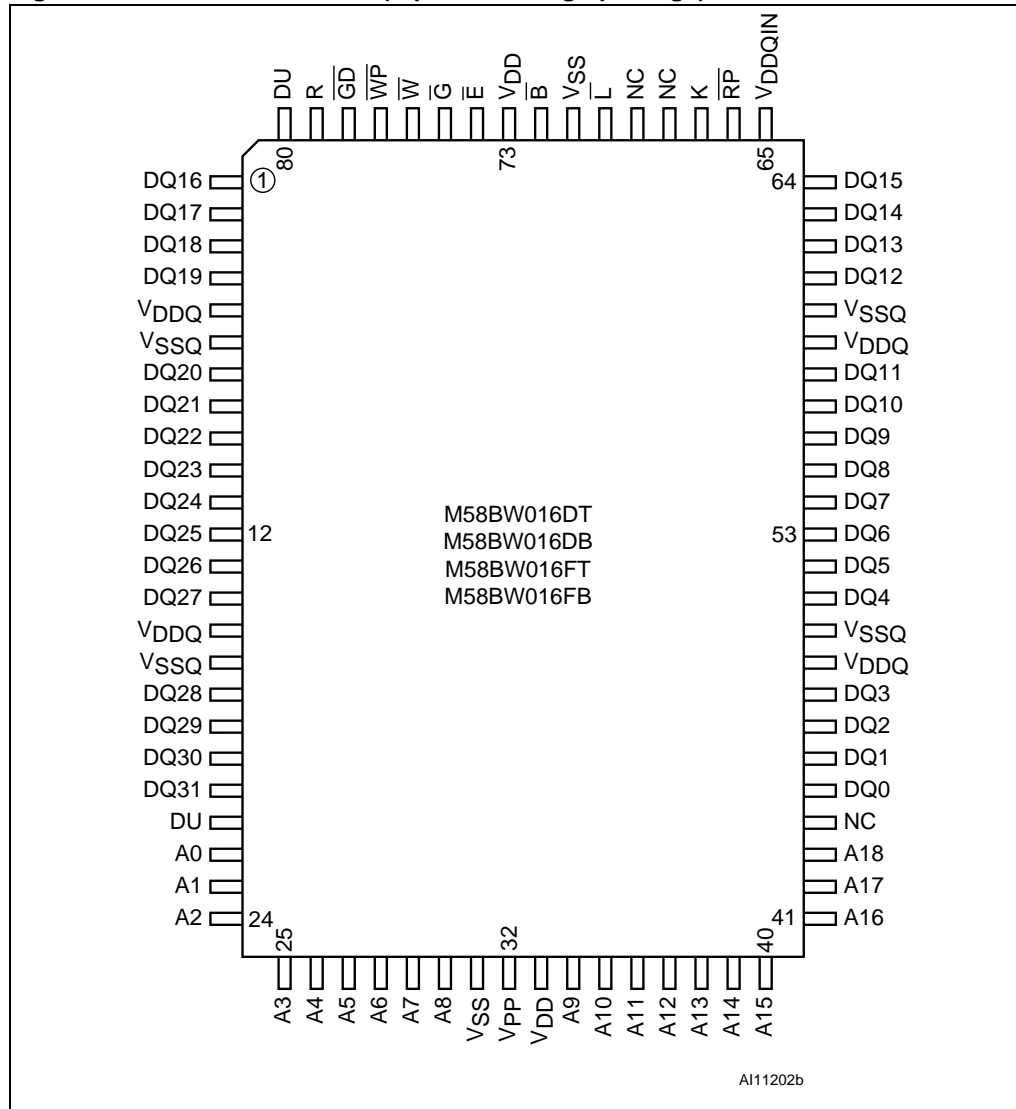 DU R G̅D̅ W̅P̅ W̅ G̅ E̅ VDD B̅ VSS L̅ NC NC K R̅P̅ VDDQIN
80 73 65
DQ16 1 64 DQ15
DQ17 DQ14
DQ18 DQ13
DQ19 DQ12
VDDQ VSSQ
VSSQ VDDQ
DQ20 DQ11
DQ21 DQ10
DQ22 DQ9
DQ23 DQ8
DQ24 DQ7
DQ25 12 53 DQ6
DQ26 DQ5
DQ27 DQ4
VDDQ VSSQ
VSSQ VDDQ
DQ28 DQ3
DQ29 DQ2
DQ30 DQ1
DQ31 DQ0
DU NC
A0 A18
A1 A17
A2 24 41 A16
M58BW016DT
M58BW016DB
M58BW016FT
M58BW016FB
25 32 40
A3 A4 A5 A6 A7 A8 VSS VPP VDD A9 A10 A11 A12 A13 A14 A15
AI11202b